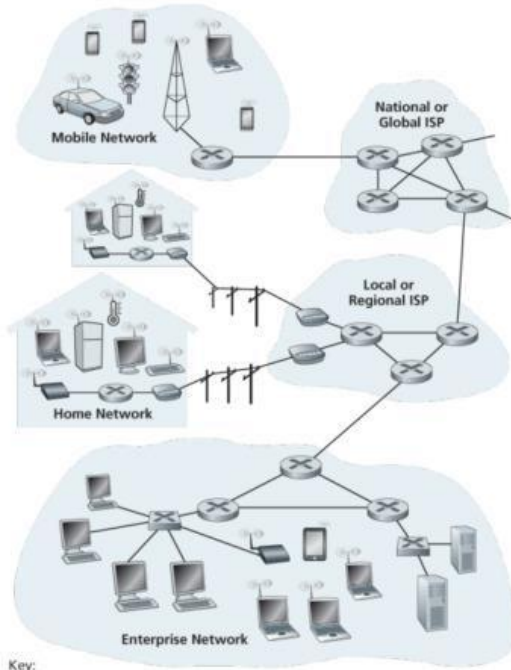 Mobile Network
National or
Global ISP
Local or
Regional ISP
Home Network
Enterprise Network
Key: